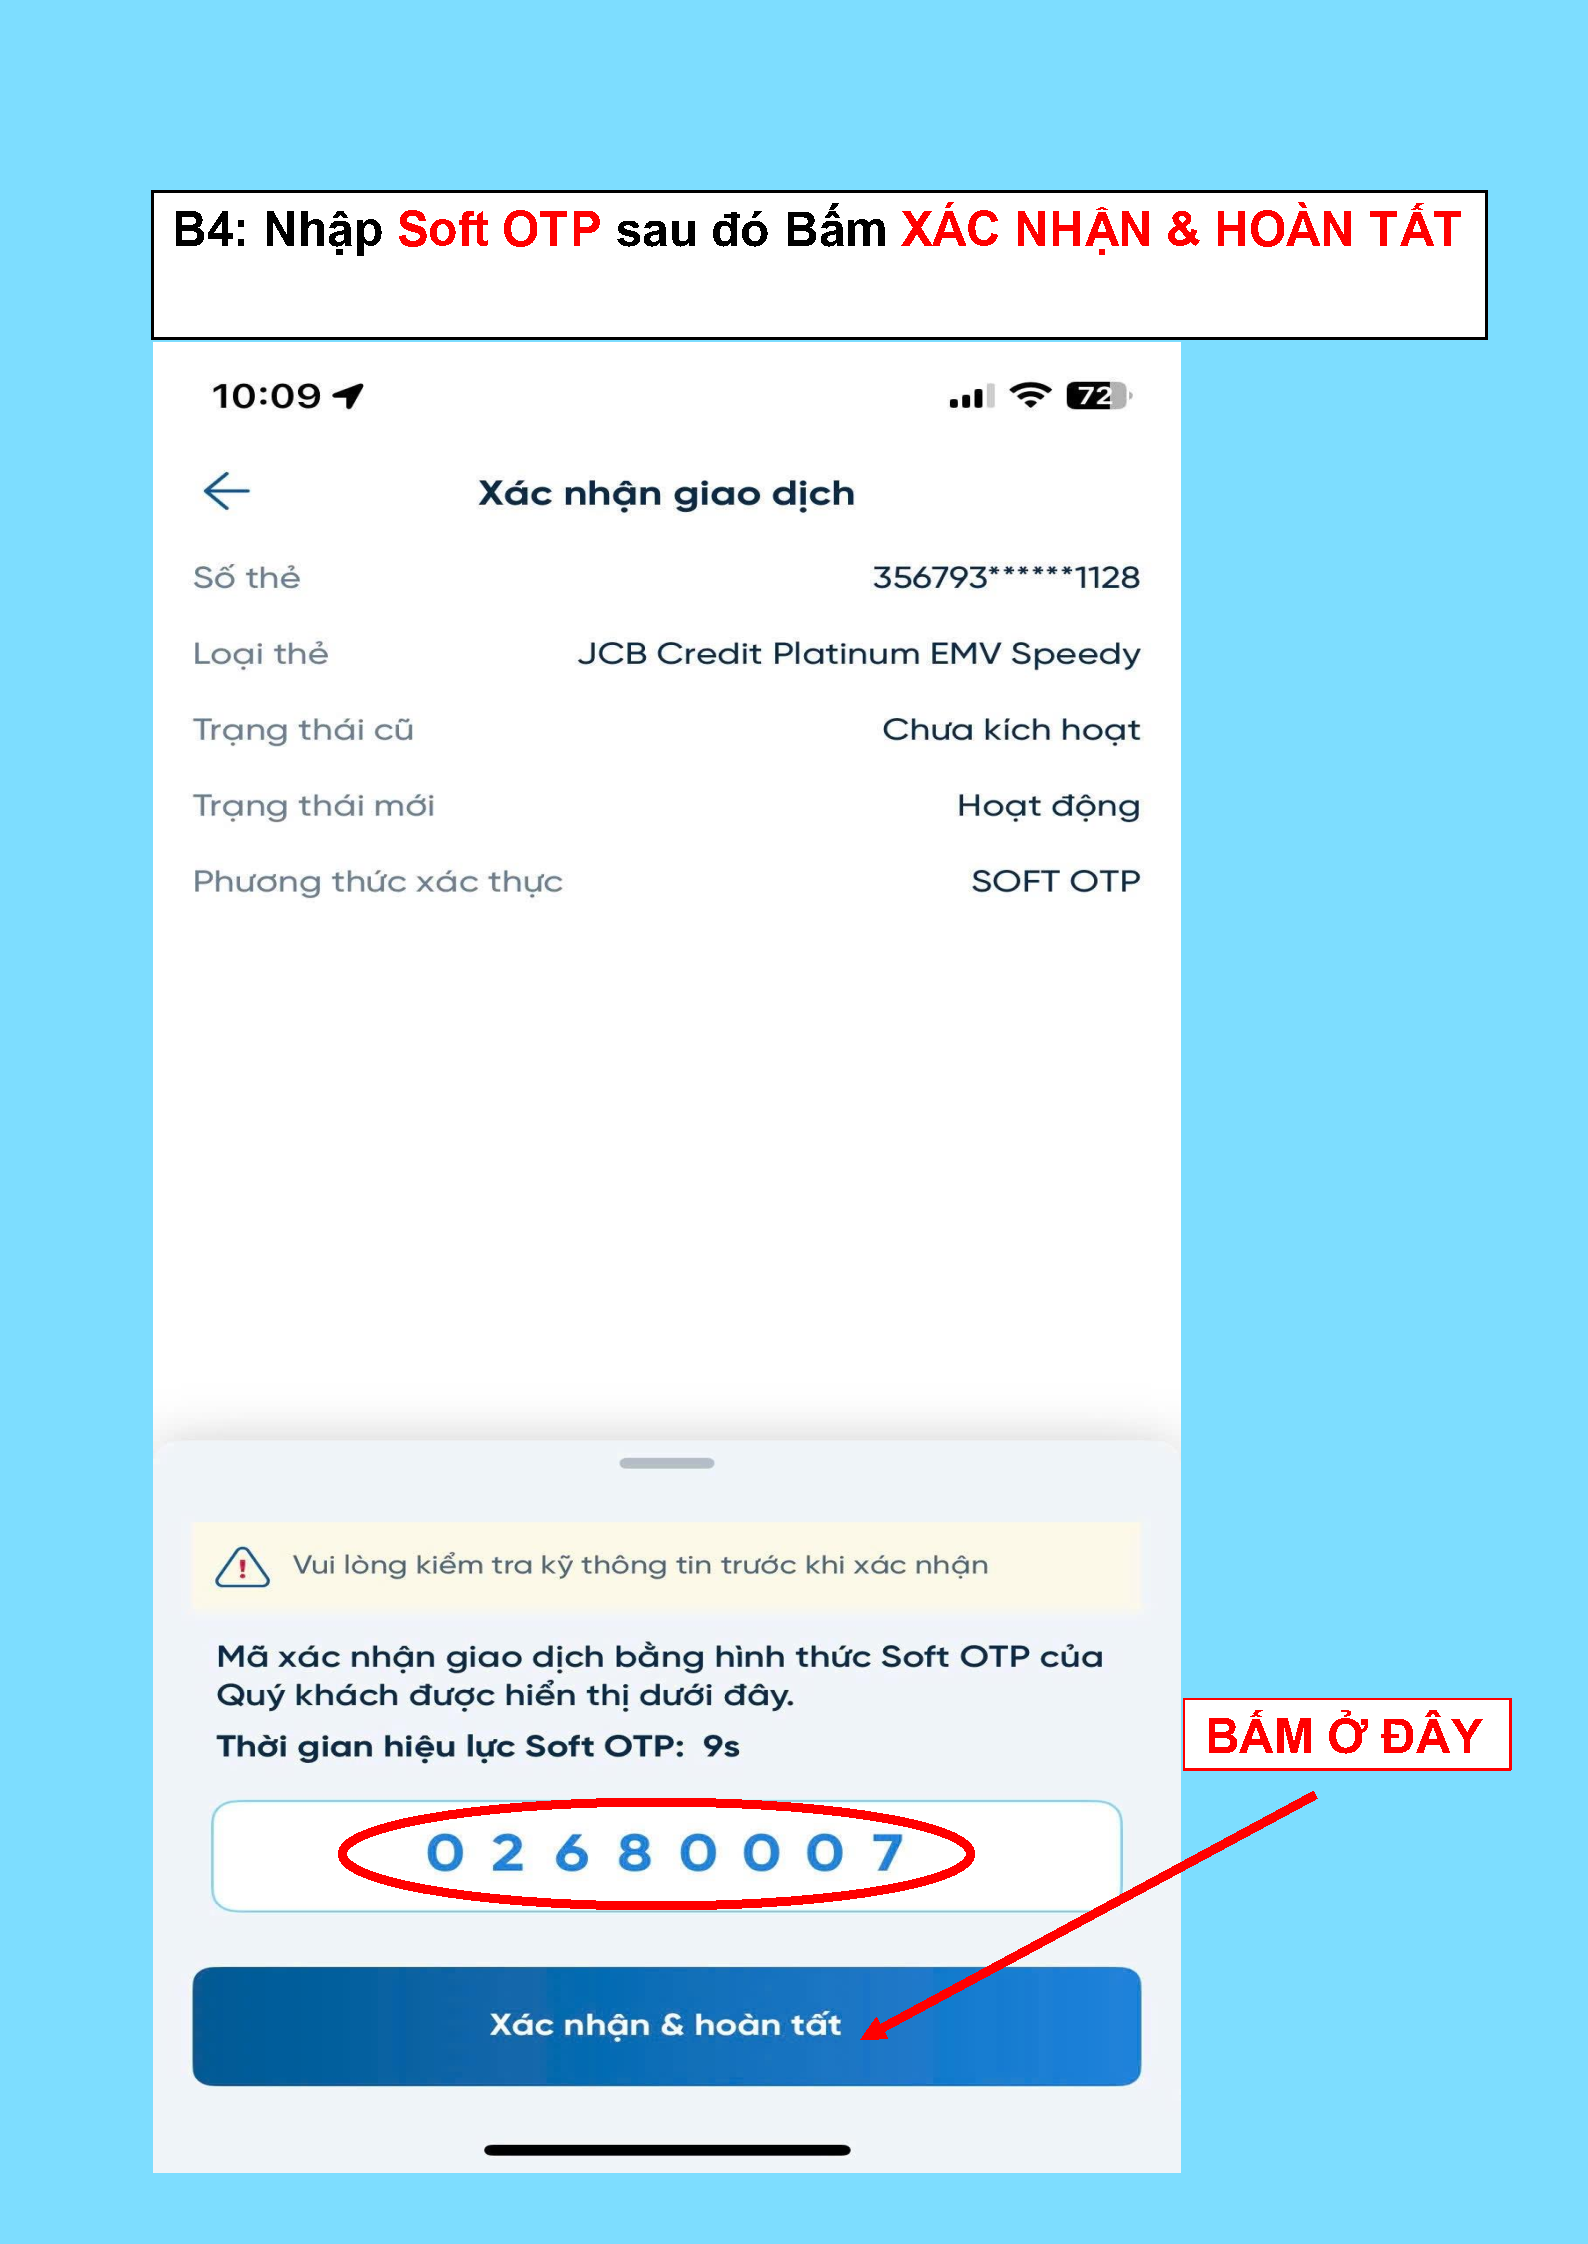 B4: Nhập Soft OTP sau đó Bấm XÁC NHẬN & HOÀN TẤT
10:09
72
Xác nhận giao dịch
Số thẻ 356793******1128
Loại thẻ JCB Credit Platinum EMV Speedy
Trạng thái cũ Chưa kích hoạt
Trạng thái mới Hoạt động
Phương thức xác thực SOFT OTP
Vui lòng kiểm tra kỹ thông tin trước khi xác nhận
Mã xác nhận giao dịch bằng hình thức Soft OTP của
Quý khách được hiển thị dưới đây.
Thời gian hiệu lực Soft OTP: 9s
BẤM Ở ĐÂY
0 2 6 8 0 0 0 7
Xác nhận & hoàn tất